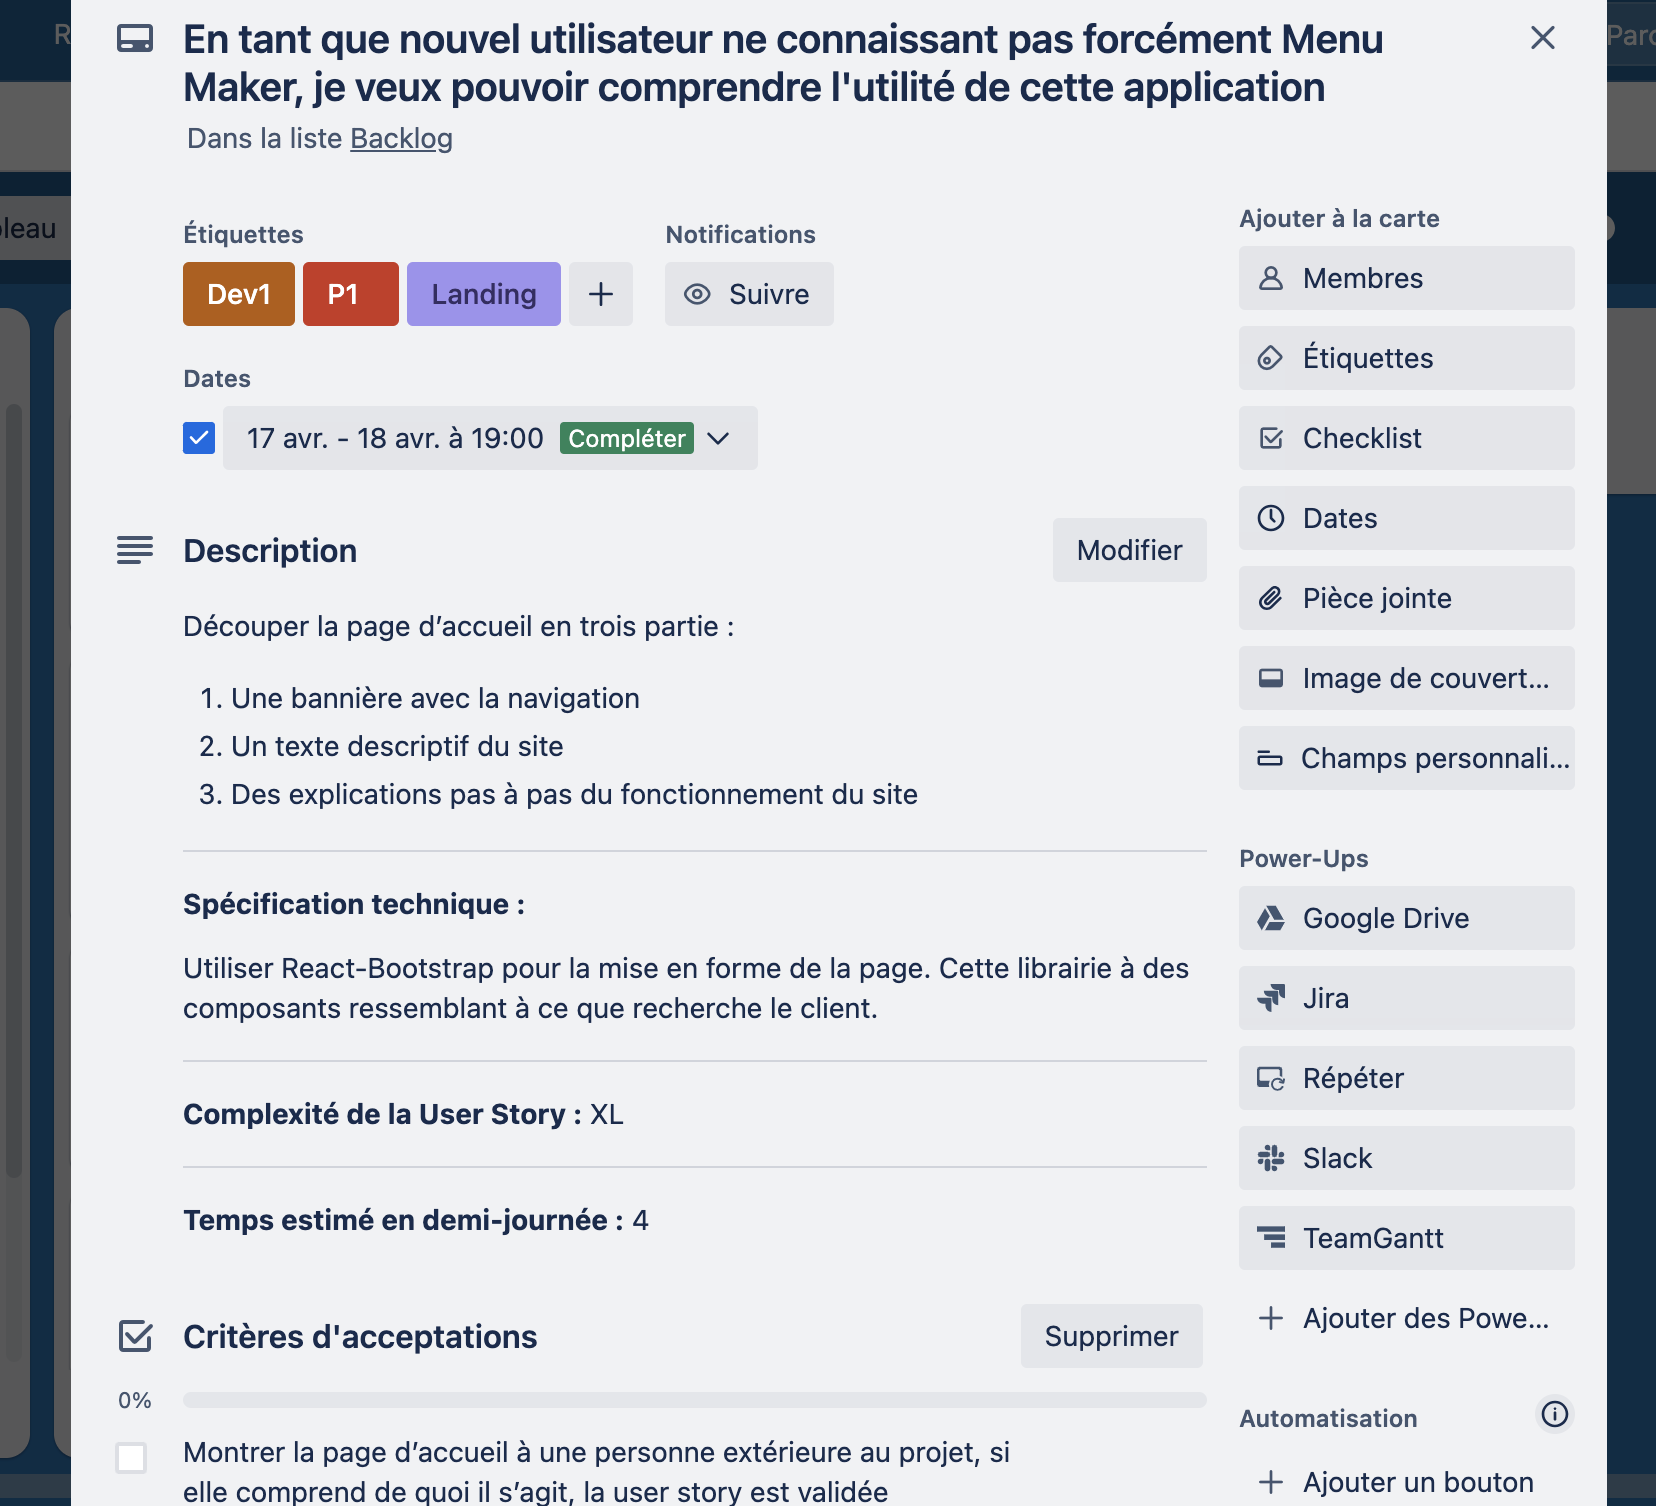 En tant que nouvel utilisateur ne connaissant pas forcément Menu
Maker, je veux pouvoir comprendre l'utilité de cette application
Dans la liste Backlog
Étiquettes
Dev1
P1
Landing
Notifications
Suivre
Dates
17 avr. - 18 avr. à 19:00 Compléter
Description
Modifier
Découper la page d’accueil en trois partie :
1. Une bannière avec la navigation
2. Un texte descriptif du site
3. Des explications pas à pas du fonctionnement du site
Spécification technique :
Utiliser React-Bootstrap pour la mise en forme de la page. Cette librairie à des
composants ressemblant à ce que recherche le client.
Complexité de la User Story : XL
Temps estimé en demi-journée : 4
Critères d'acceptations
Supprimer
0%
Montrer la page d’accueil à une personne extérieure au projet, si
elle comprend de quoi il s’agit, la user story est validée
Ajouter à la carte
Membres
Étiquettes
Checklist
Dates
Pièce jointe
Image de couvert...
Champs personnali...
Power-Ups
Google Drive
Jira
Répéter
Slack
TeamGantt
Ajouter des Powe...
Automatisation
Ajouter un bouton